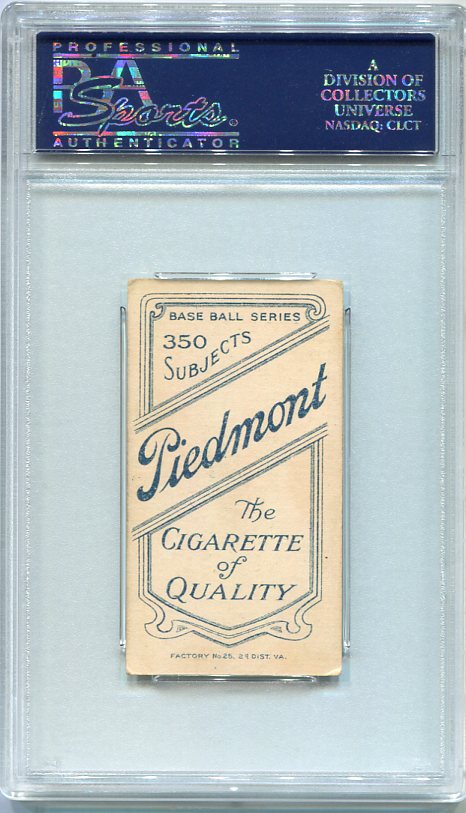 PROFESSIONAL
PSA
Sports
AUTHENTICATOR
A
DIVISION OF
COLLECTORS
UNIVERSE
NASDAQ: CLCT
BASE BALL SERIES
350
SUBJECTS
Piedmont
The
CIGARETTE
of
QUALITY
FACTORY No 25, 2D DIST. VA.